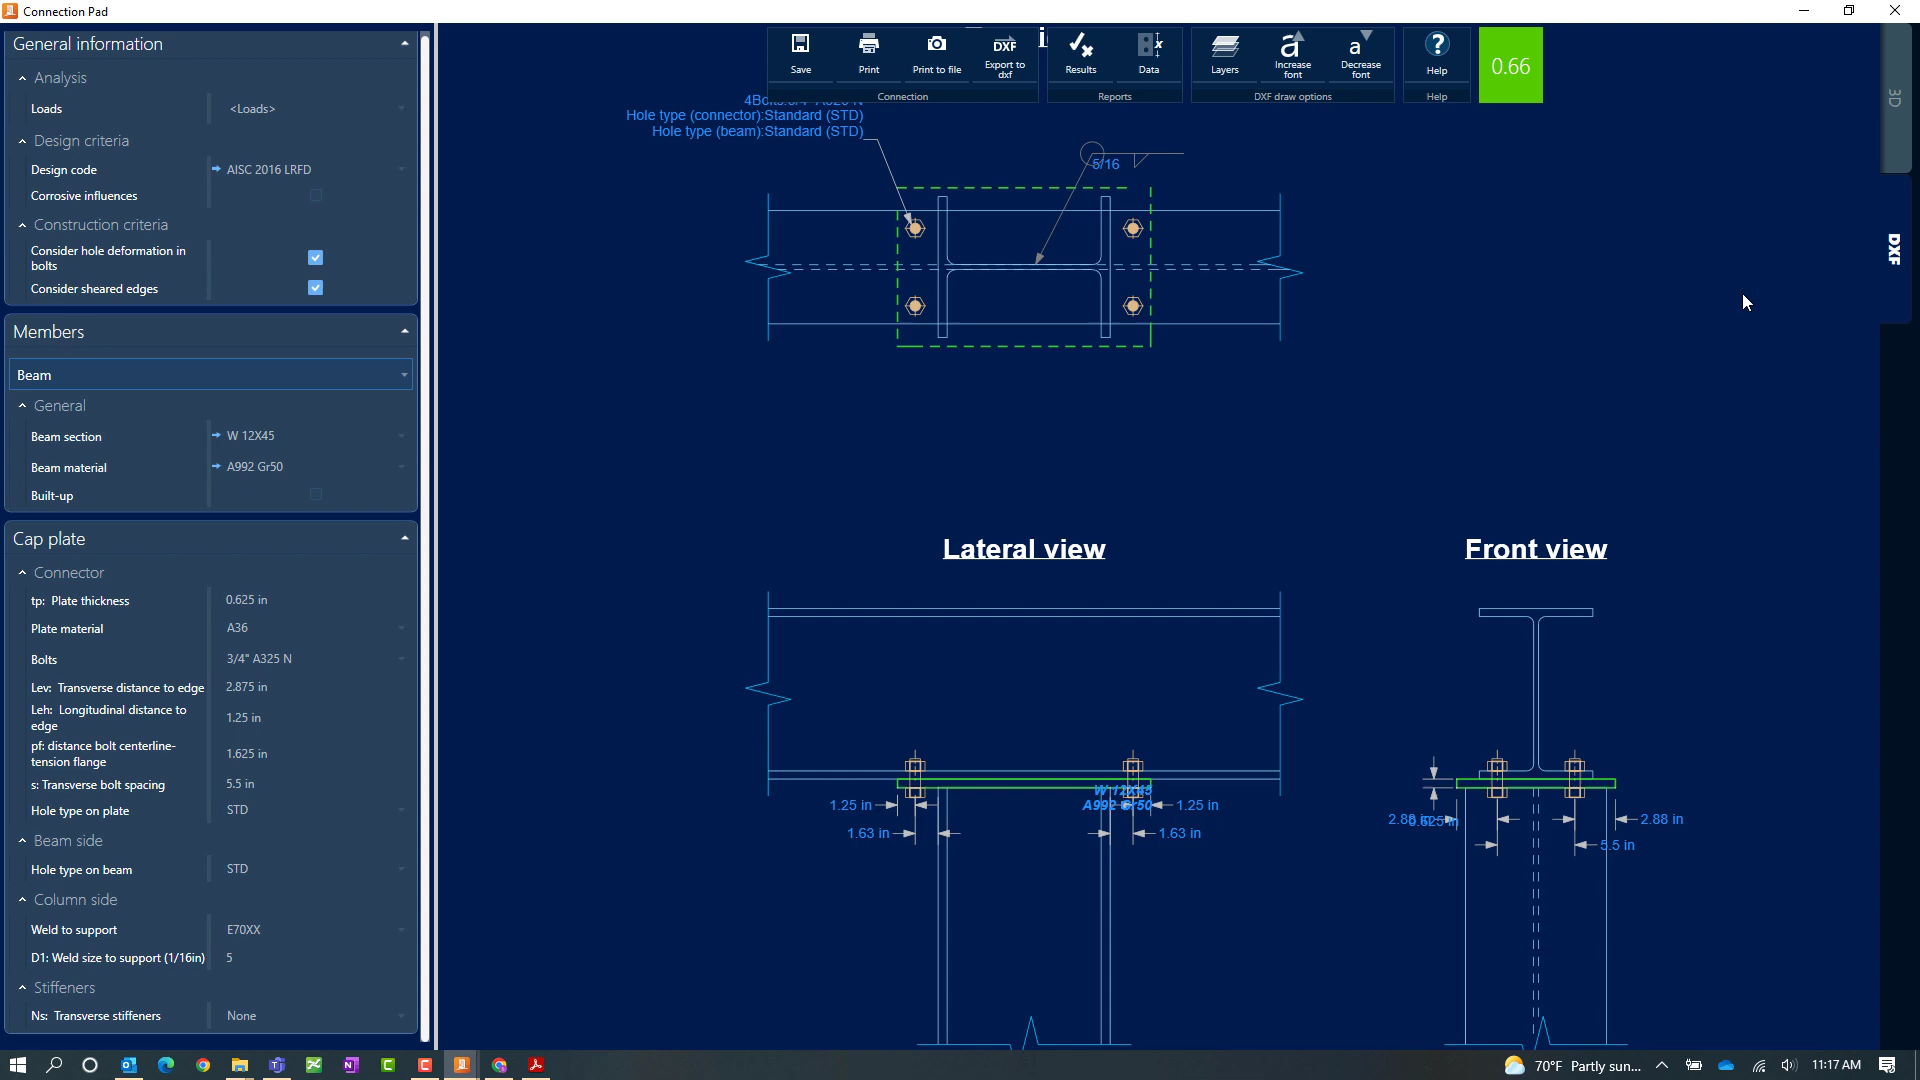 Connection Pad
General information
Analysis
Loads
<Loads>
Design criteria
Design code
AISC 2016 LRFD
Corrosive influences
Construction criteria
Consider hole deformation in
bolts
Consider sheared edges
Members
Beam
General
Beam section
W 12X45
Beam material
A992 Gr50
Built-up
Cap plate
Connector
tp: Plate thickness
0.625 in
Plate material
A36
Bolts
3/4" A325 N
Lev: Transverse distance to edge
2.875 in
Leh: Longitudinal distance to
edge
1.25 in
pf: distance bolt centerline-
tension flange
1.625 in
s: Transverse bolt spacing
5.5 in
Hole type on plate
STD
Beam side
Hole type on beam
STD
Column side
Weld to support
E70XX
D1: Weld size to support (1/16in)
5
Stiffeners
Ns: Transverse stiffeners
None
Save
Print
Print to file
DXF
Export to
dxf
Connection
Results
Data
Reports
Layers
a
Increase
font
a
Decrease
font
DXF draw options
?
Help
Help
0.66
3D
DXF
Hole type (connector):Standard (STD)
Hole type (beam):Standard (STD)
5/16
Lateral view
Front view
W 12X45
A992 Gr50
1.25 in
1.25 in
1.63 in
1.63 in
2.88 in
0.625 in
2.88 in
5.5 in
70°F Partly sun...
11:17 AM